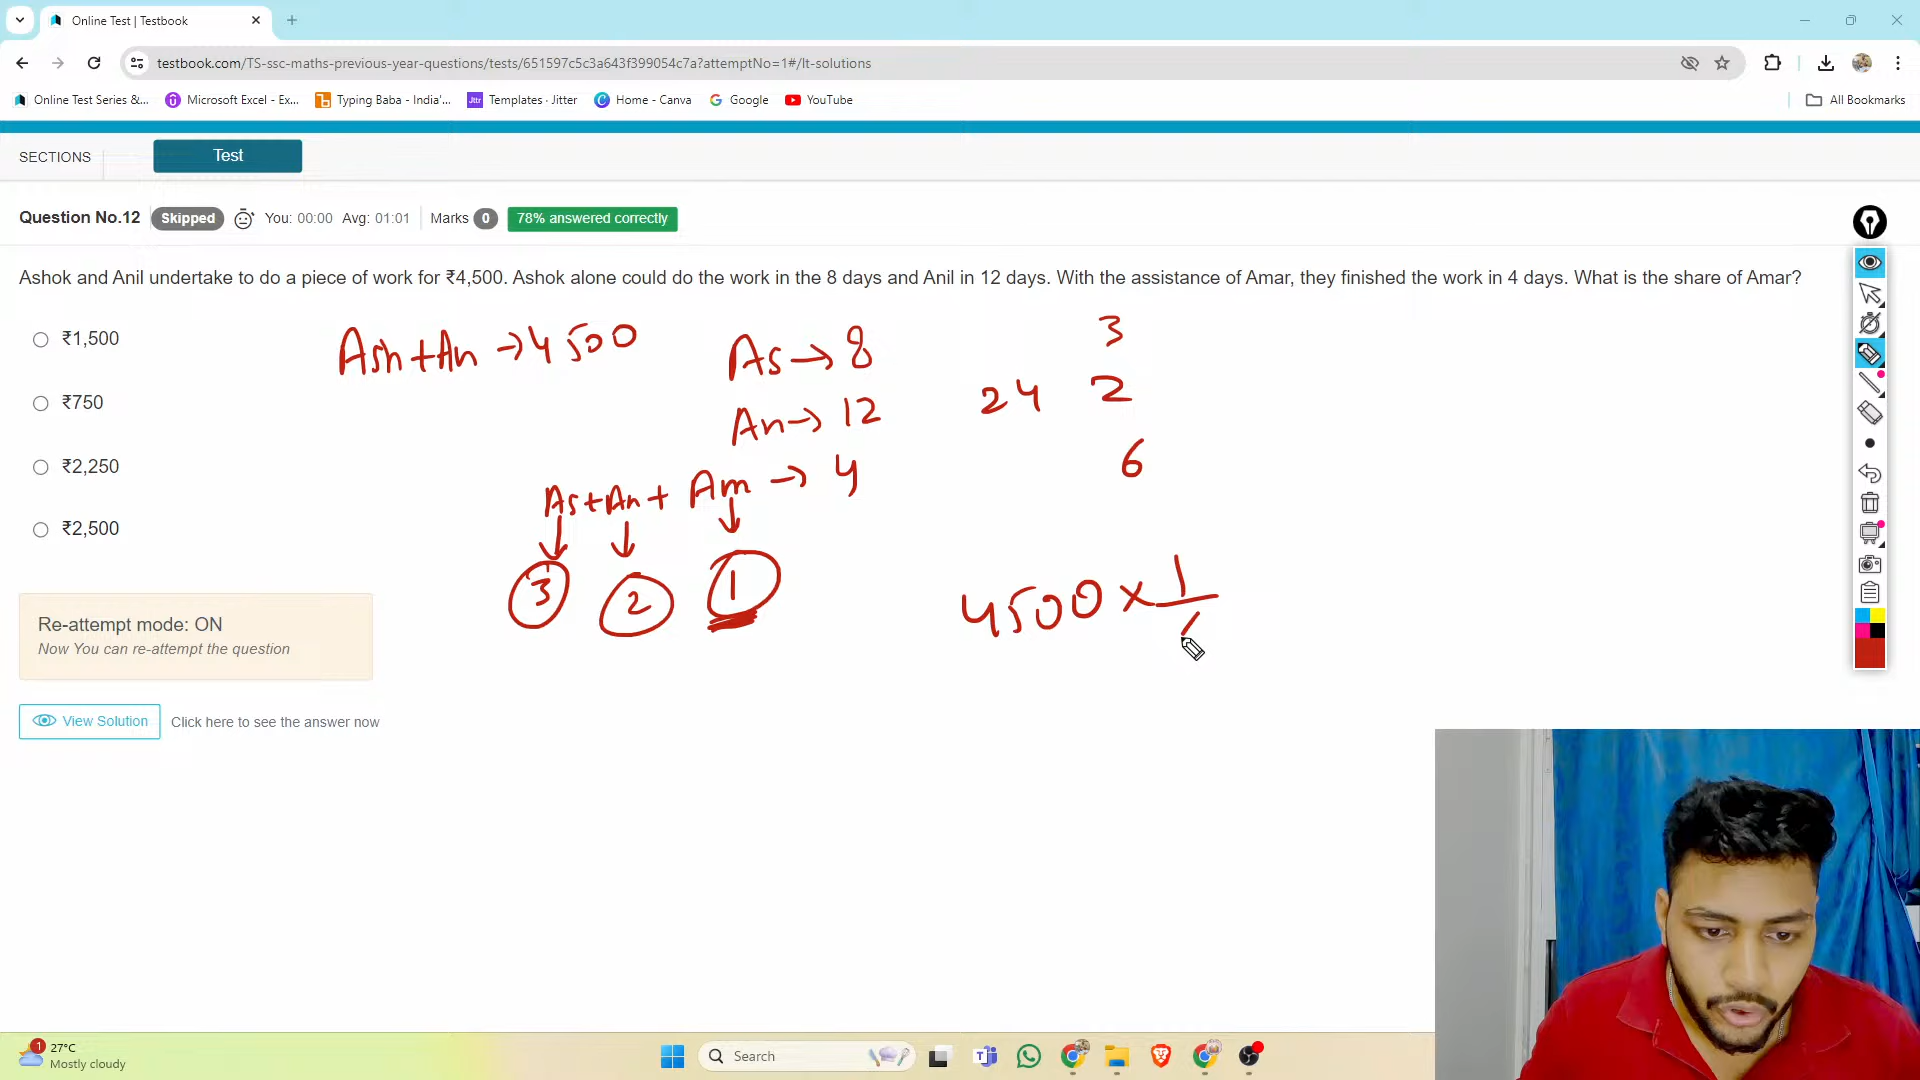 Online Test | Testbook
testbook.com/TS-ssc-maths-previous-year-questions/tests/651597c5c3a643f399054c7a?attemptNo=1#/lt-solutions
Online Test Series &... Microsoft Excel - Ex... Typing Baba - India'... Jitr Templates · Jitter Home - Canva Google YouTube All Bookmarks
SECTIONS Test
Question No.12 Skipped You: 00:00 Avg: 01:01 Marks 0 78% answered correctly
Ashok and Anil undertake to do a piece of work for ₹4,500. Ashok alone could do the work in the 8 days and Anil in 12 days. With the assistance of Amar, they finished the work in 4 days. What is the share of Amar?
₹1,500
₹750
₹2,250
₹2,500
Ash + An → 4500
As → 8
An → 12
As + An + Am → 4
24
3
2
6
3 2 1
4500 × 1
Re-attempt mode: ON
Now You can re-attempt the question
View Solution Click here to see the answer now
1
27°C
Mostly cloudy
Search